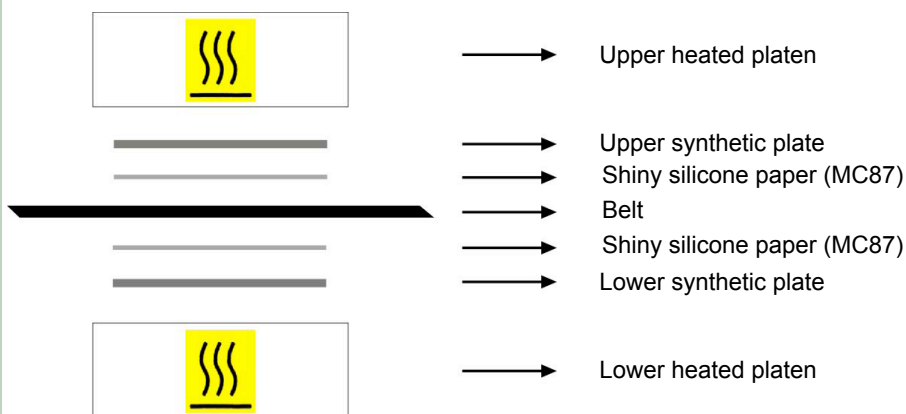 Upper heated platen
Upper synthetic plate
Shiny silicone paper (MC87)
Belt
Shiny silicone paper (MC87)
Lower synthetic plate
Lower heated platen